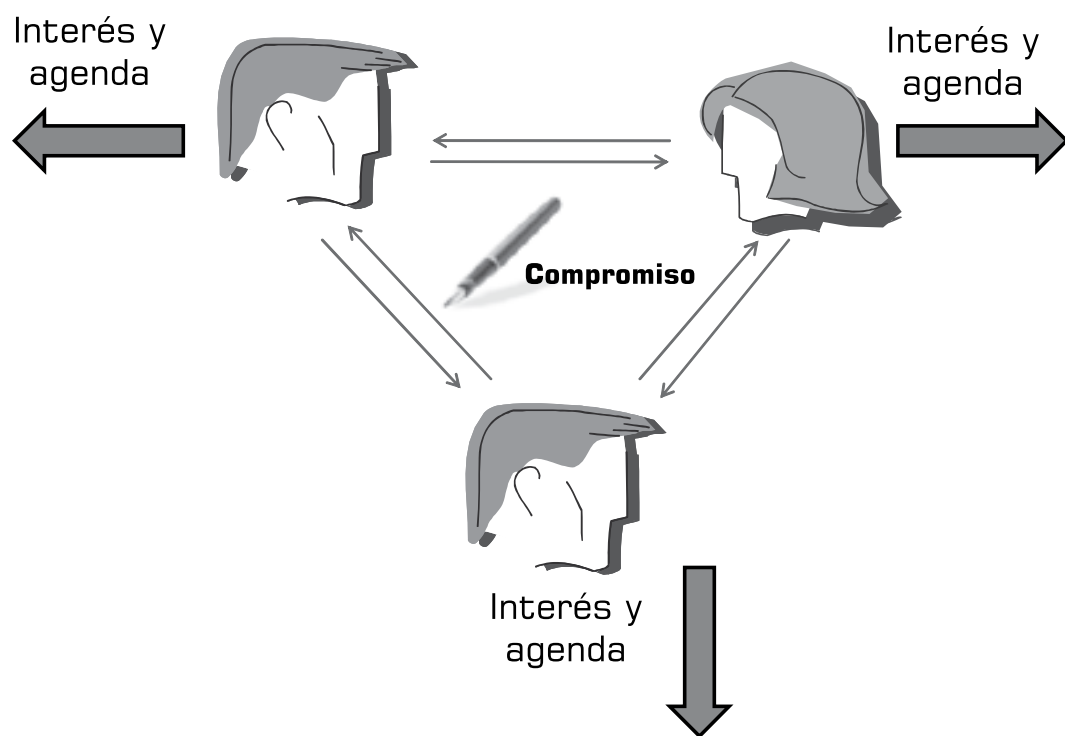 Interés y
agenda
Interés y
agenda
Compromiso
Interés y
agenda